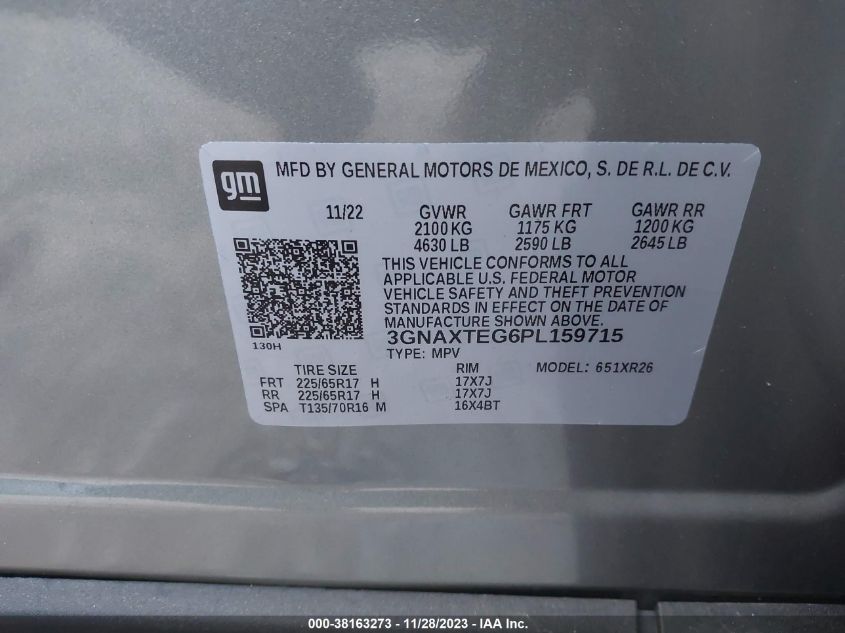 gm
MFD BY GENERAL MOTORS DE MEXICO, S. DE R.L. DE C.V.
11/22 GVWR GAWR FRT GAWR RR
2100 KG 1175 KG 1200 KG
4630 LB 2590 LB 2645 LB
THIS VEHICLE CONFORMS TO ALL
APPLICABLE U.S. FEDERAL MOTOR
VEHICLE SAFETY AND THEFT PREVENTION
STANDARDS IN EFFECT ON THE DATE OF
MANUFACTURE SHOWN ABOVE.
3GNAXTEG6PL159715
130H
TYPE: MPV
TIRE SIZE RIM MODEL: 651XR26
FRT 225/65R17 H 17X7J
RR 225/65R17 H 17X7J
SPA T135/70R16 M 16X4BT
000-38163273 - 11/28/2023 - IAA Inc.